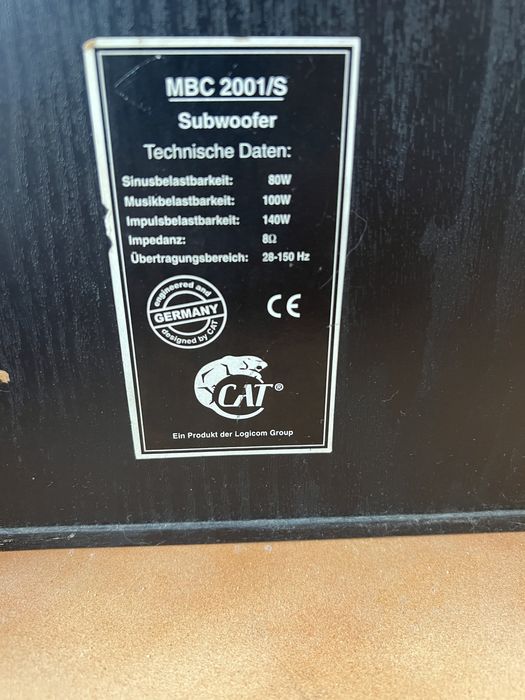 MBC 2001/S
Subwoofer
Technische Daten:
Sinusbelastbarkeit: 80W
Musikbelastbarkeit: 100W
Impulsbelastbarkeit: 140W
Impedanz: 8Ω
Übertragungsbereich: 28-150 Hz
engineered and
GERMANY
designed by CAT
CE
CAT®
Ein Produkt der Logicom Group